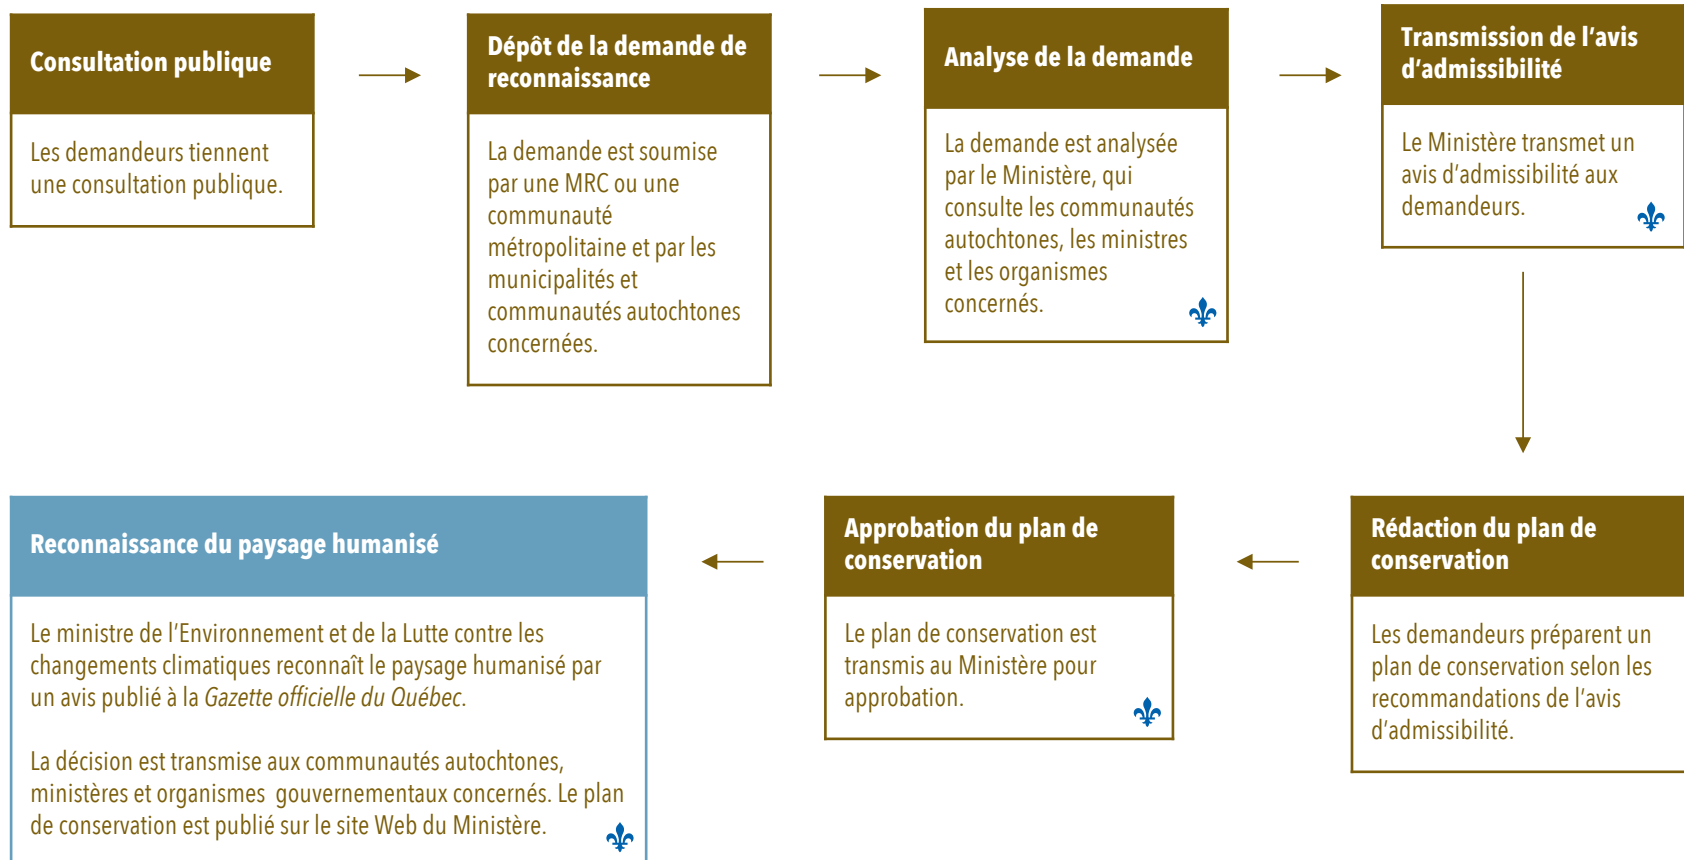 Consultation publique
Les demandeurs tiennent
une consultation publique.
Dépôt de la demande de
reconnaissance
La demande est soumise
par une MRC ou une
communauté
métropolitaine et par les
municipalités et
communautés autochtones
concernées.
Analyse de la demande
La demande est analysée
par le Ministère, qui
consulte les communautés
autochtones, les ministres
et les organismes
concernés.
Transmission de l’avis
d’admissibilité
Le Ministère transmet un
avis d’admissibilité aux
demandeurs.
Rédaction du plan de
conservation
Les demandeurs préparent un
plan de conservation selon les
recommandations de l’avis
d’admissibilité.
Approbation du plan de
conservation
Le plan de conservation est
transmis au Ministère pour
approbation.
Reconnaissance du paysage humanisé
Le ministre de l’Environnement et de la Lutte contre les
changements climatiques reconnaît le paysage humanisé par
un avis publié à la Gazette officielle du Québec.
La décision est transmise aux communautés autochtones,
ministères et organismes gouvernementaux concernés. Le plan
de conservation est publié sur le site Web du Ministère.